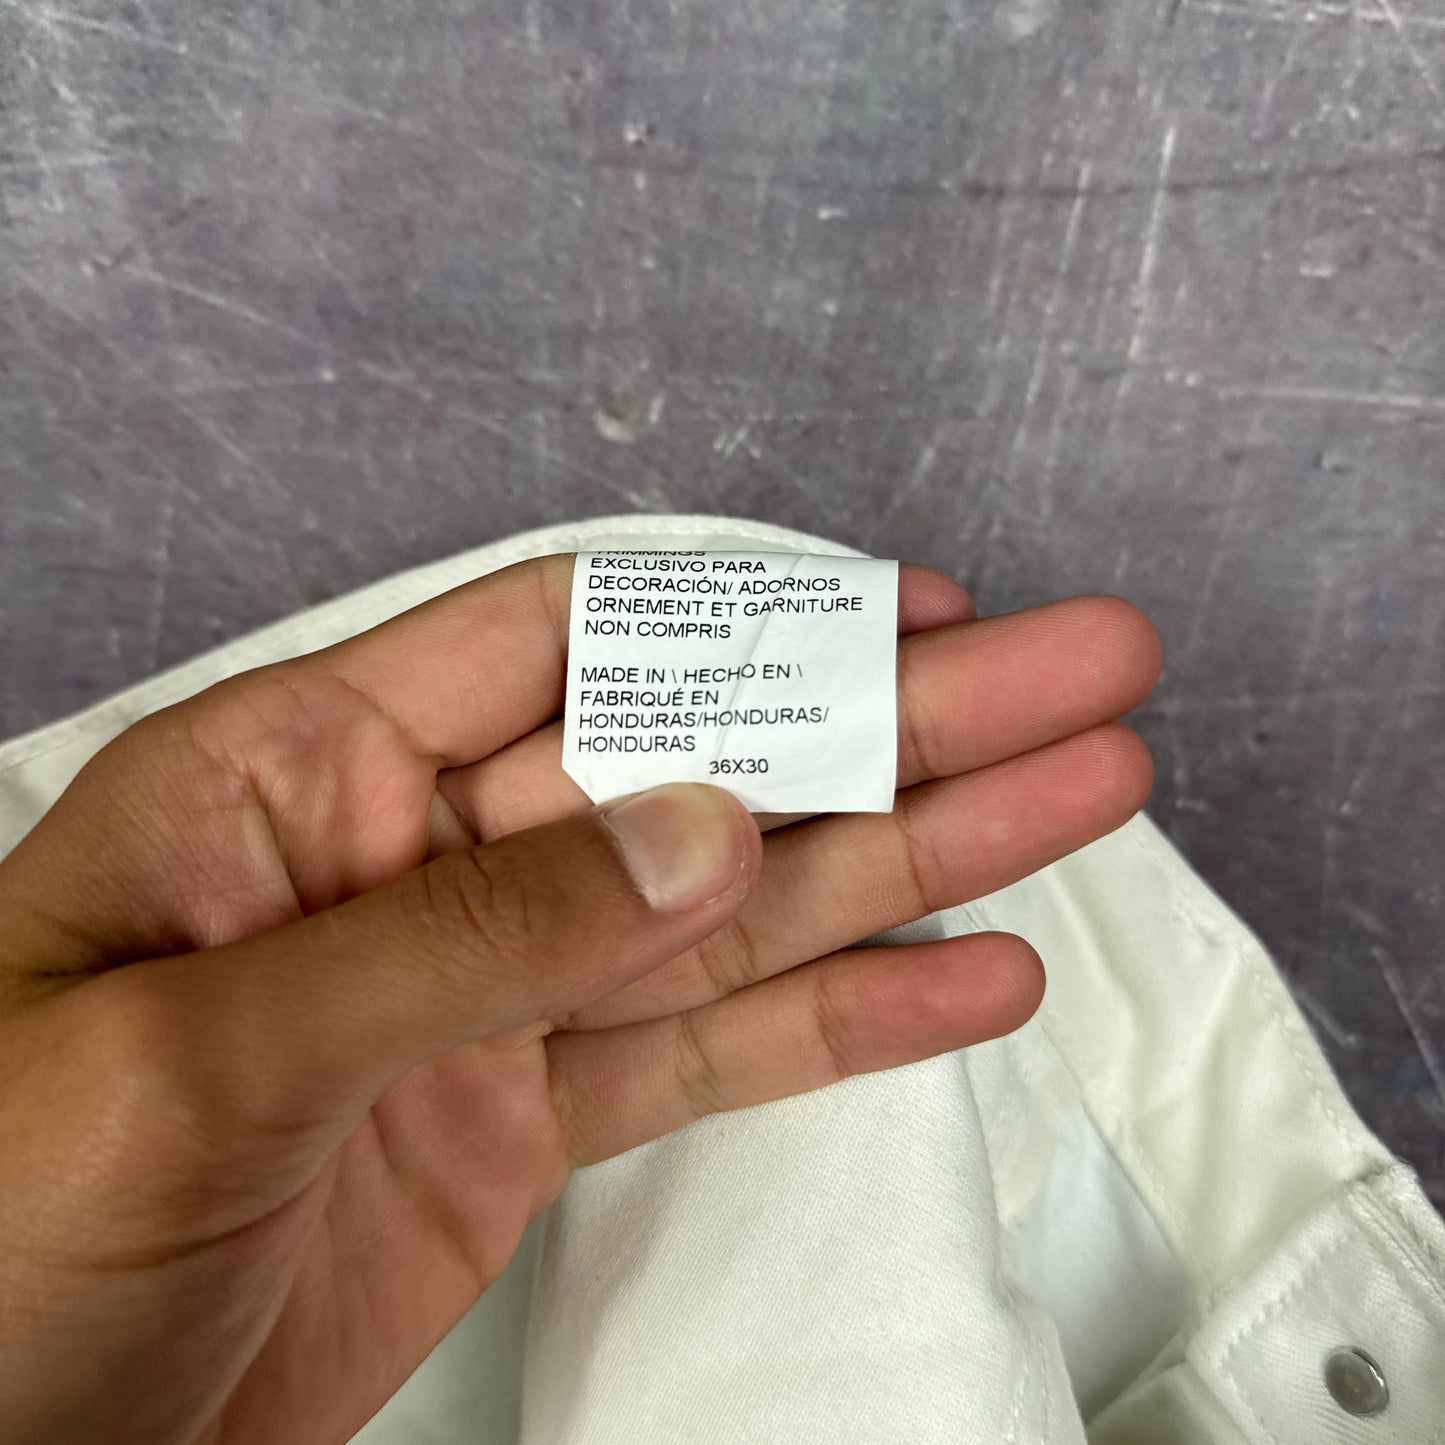 TRIMMINGS
EXCLUSIVO PARA
DECORACIÓN/ ADORNOS
ORNEMENT ET GARNITURE
NON COMPRIS
MADE IN \ HECHO EN \
FABRIQUÉ EN
HONDURAS/HONDURAS/
HONDURAS
36X30